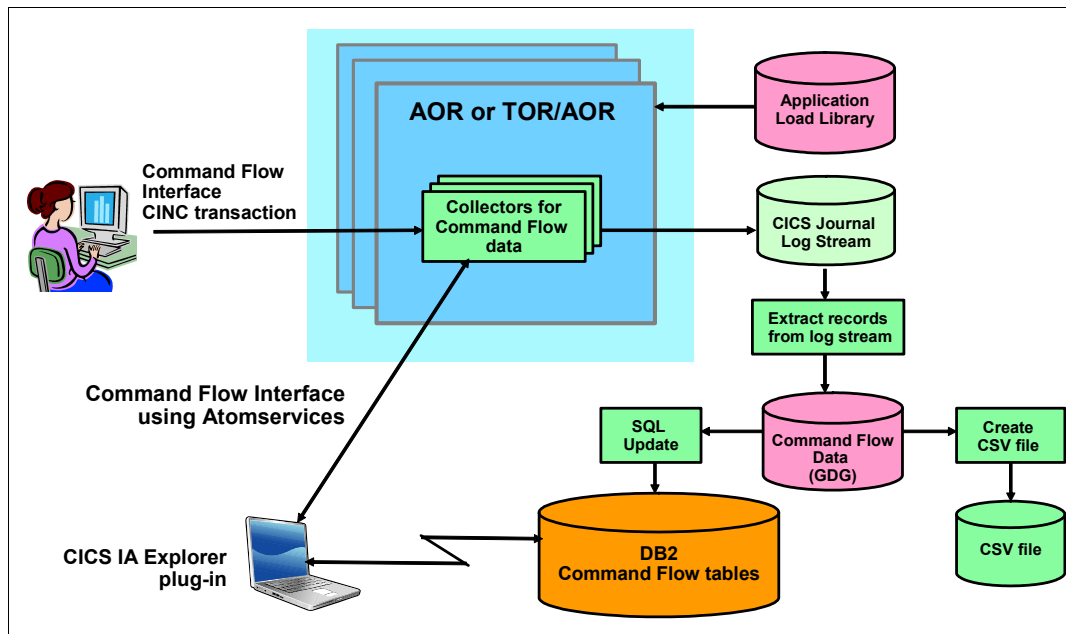 AOR or TOR/AOR
Application
Load Library
Command Flow
Interface
CINC transaction
Collectors for
Command Flow
data
CICS Journal
Log Stream
Extract records
from log stream
Command Flow Interface
using Atomservices
SQL
Update
Command Flow
Data
(GDG)
Create
CSV file
CICS IA Explorer
plug-in
DB2
Command Flow tables
CSV file